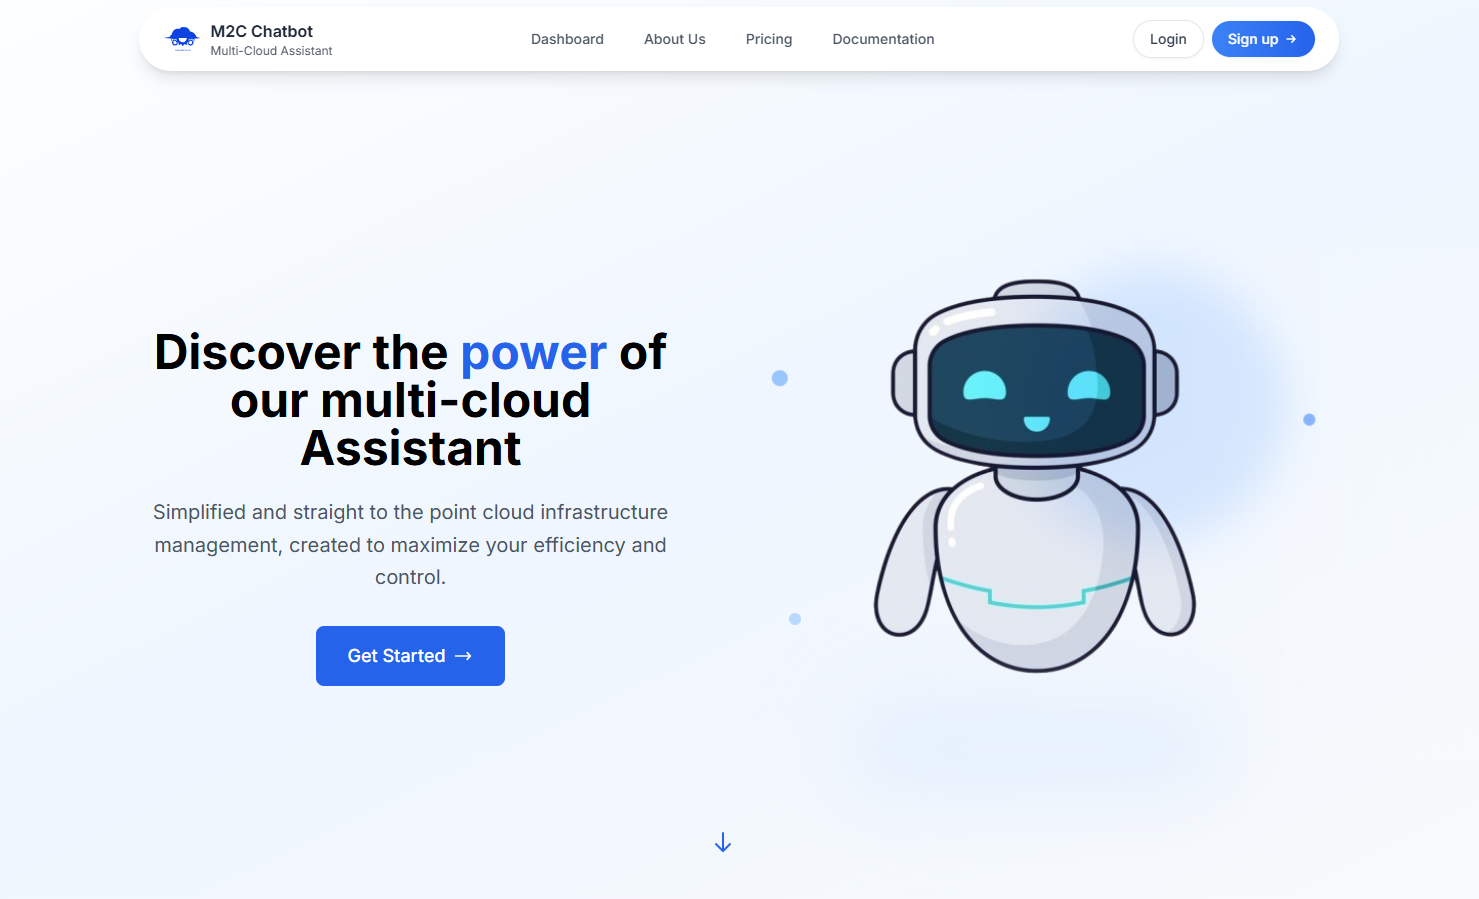 M2C Chatbot
Multi-Cloud Assistant
Dashboard
About Us
Pricing
Documentation
Login
Sign up →
Discover the power of
our multi-cloud
Assistant
Simplified and straight to the point cloud infrastructure
management, created to maximize your efficiency and
control.
Get Started →